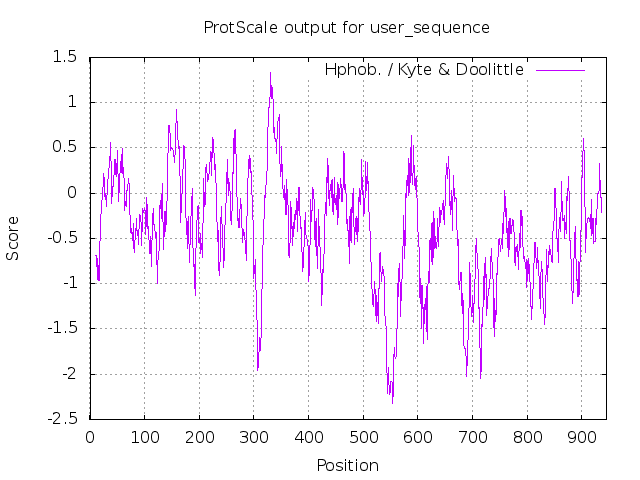 ProtScale output for user_sequence
Hphob. / Kyte & Doolittle
1.5
1
0.5
0
-0.5
-1
-1.5
-2
-2.5
Score
0 100 200 300 400 500 600 700 800 900
Position